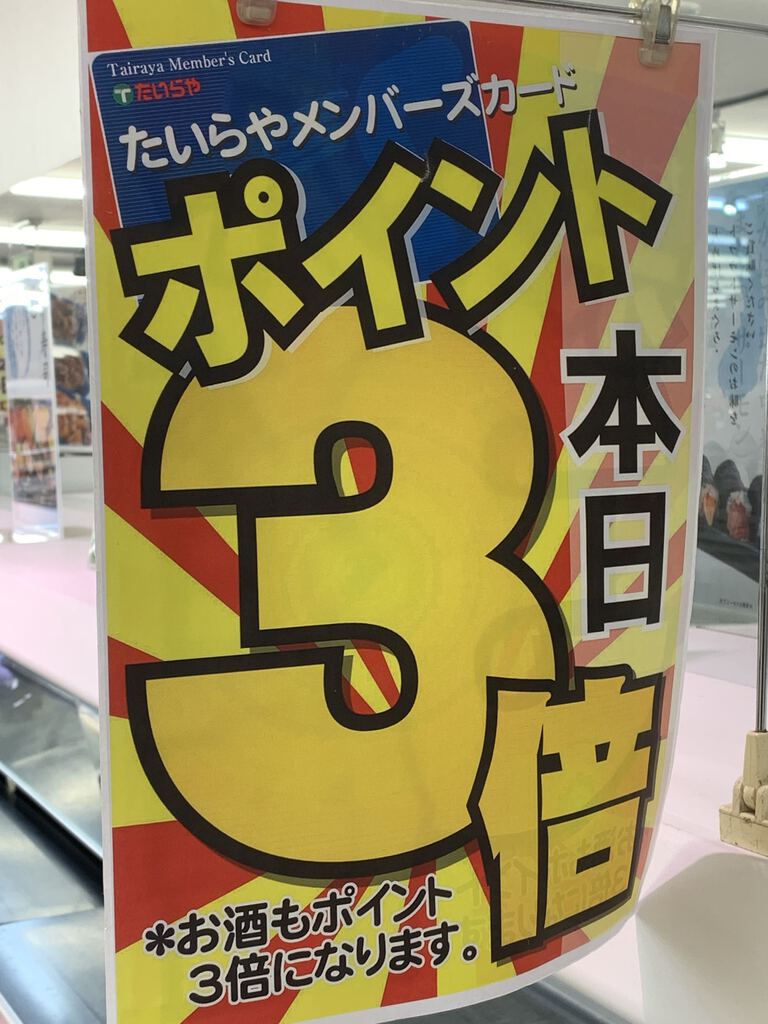 Tairaya Member's Card
たいらや
たいらやメンバーズカード
ポイント
本日
3倍
*お酒もポイント
3倍になります。